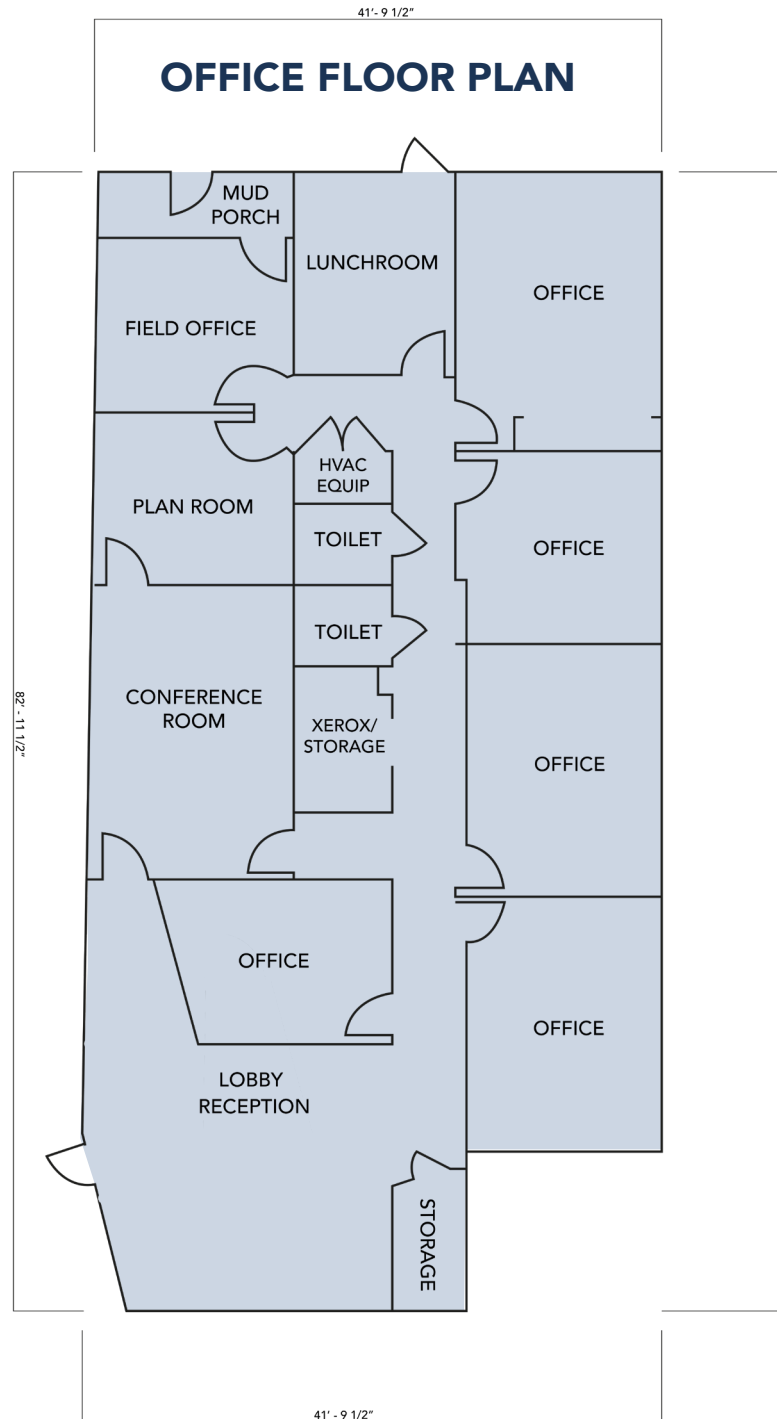 41'- 9 1/2"
OFFICE FLOOR PLAN
MUD
PORCH
LUNCHROOM
OFFICE
FIELD OFFICE
HVAC
EQUIP
PLAN ROOM
TOILET
OFFICE
TOILET
CONFERENCE
ROOM
XEROX/
STORAGE
82' - 11 1/2"
OFFICE
OFFICE
OFFICE
LOBBY
RECEPTION
STORAGE
41' - 9 1/2"